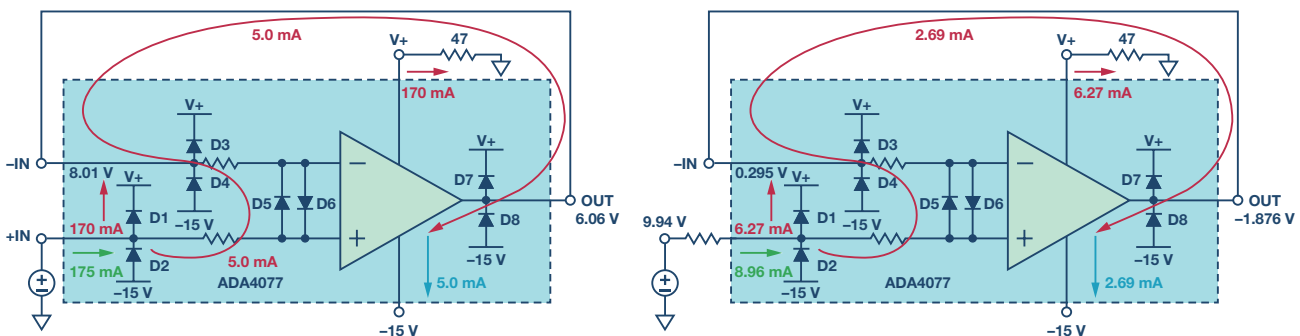 5.0 mA
V+
47
170 mA
V+
D3
–IN
8.01 V
D4
V+
–15 V
D1
D5
D6
V+
D7
OUT
6.06 V
D8
–15 V
+IN
170 mA
175 mA
D2
5.0 mA
–15 V
ADA4077
5.0 mA
–15 V
2.69 mA
V+
47
6.27 mA
V+
D3
–IN
0.295 V
D4
V+
–15 V
D1
D5
D6
V+
D7
OUT
–1.876 V
D8
–15 V
9.94 V
+IN
6.27 mA
8.96 mA
D2
–15 V
ADA4077
2.69 mA
–15 V